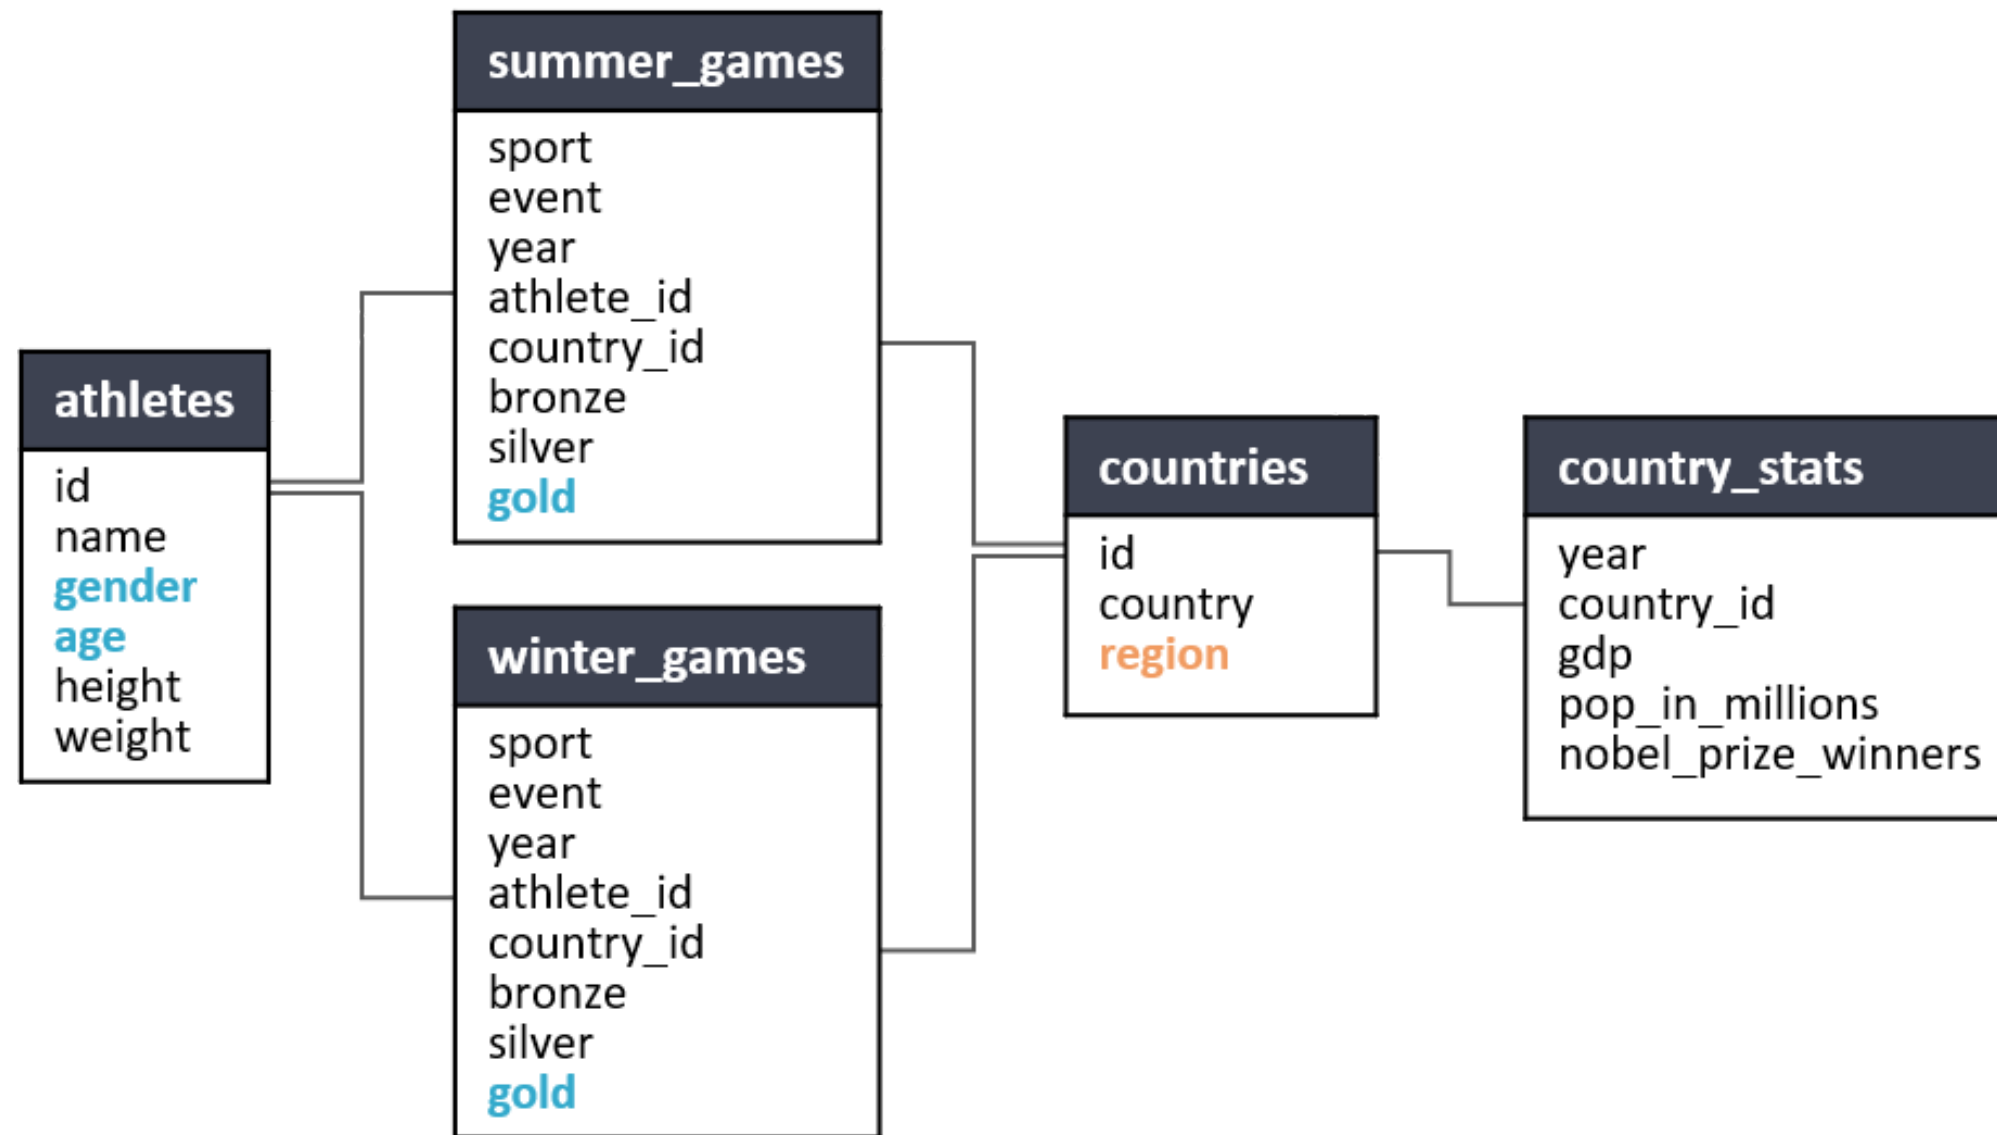 summer_games
sport
event
year
athlete_id
country_id
bronze
silver
gold
athletes
id
name
gender
age
height
weight
winter_games
sport
event
year
athlete_id
country_id
bronze
silver
gold
countries
id
country
region
country_stats
year
country_id
gdp
pop_in_millions
nobel_prize_winners